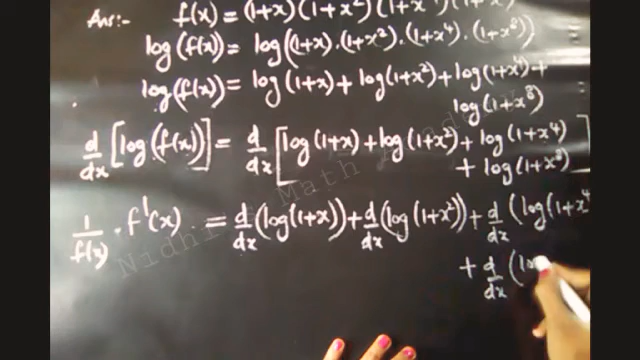 Ans:- f(x) = (1+x)(1+x²)(1+x⁴)(1+x⁸)
log(f(x)) = log((1+x)·(1+x²)·(1+x⁴)·(1+x⁸))
log(f(x)) = log(1+x) + log(1+x²) + log(1+x⁴) +
log(1+x⁸)
d/dx [log(f(x))] = d/dx [log(1+x) + log(1+x²) + log(1+x⁴)
+ log(1+x⁸)]
1/f(x) · f'(x) = d/dx (log(1+x)) + d/dx (log(1+x²)) + d/dx (log(1+x⁴
+ d/dx (lo
Nidhi Math Academy